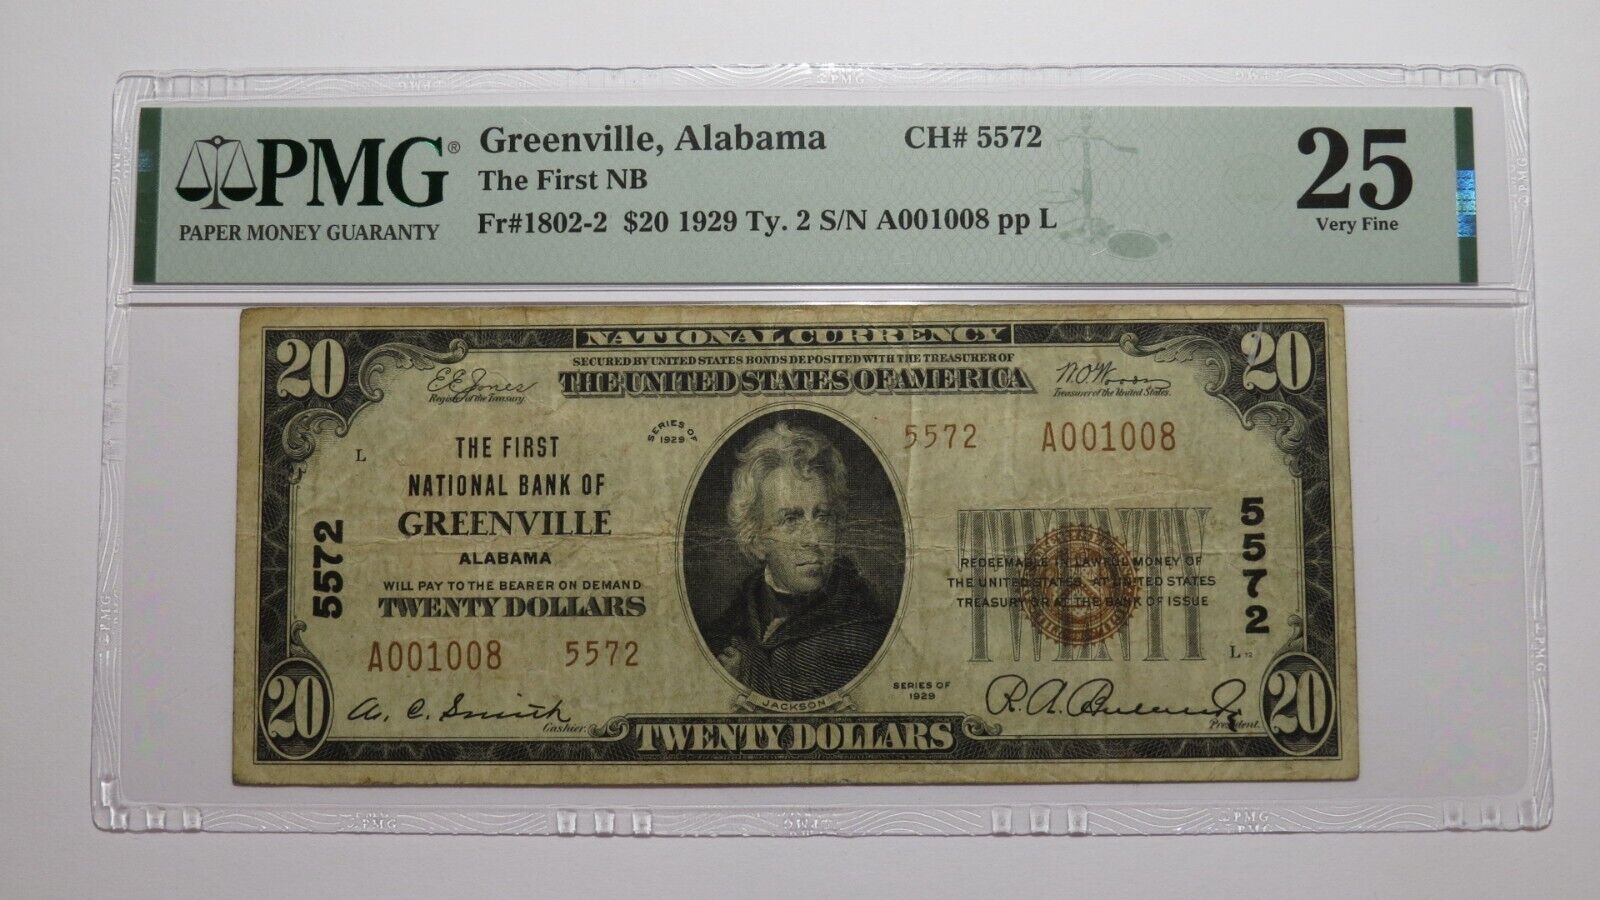 PMG®
PAPER MONEY GUARANTY
Greenville, Alabama CH# 5572
The First NB
Fr#1802-2 $20 1929 Ty. 2 S/N A001008 pp L
25
Very Fine
NATIONAL CURRENCY
SECURED BY UNITED STATES BONDS DEPOSITED WITH THE TREASURER OF
THE UNITED STATES OF AMERICA
20
20
E.E. Jones
Register of the Treasury.
W.O. Woods
Treasurer of the United States.
SERIES OF
1929
L
THE FIRST
NATIONAL BANK OF
GREENVILLE
ALABAMA
WILL PAY TO THE BEARER ON DEMAND
TWENTY DOLLARS
A001008 5572
5572 A001008
5572
5572
TWENTY
REDEEMABLE IN LAWFUL MONEY OF
THE UNITED STATES AT UNITED STATES
TREASURY OR AT THE BANK OF ISSUE
L 12
SERIES OF
1929
JACKSON
20
20
A. C. Smith
Cashier.
R. A.
President.
TWENTY DOLLARS